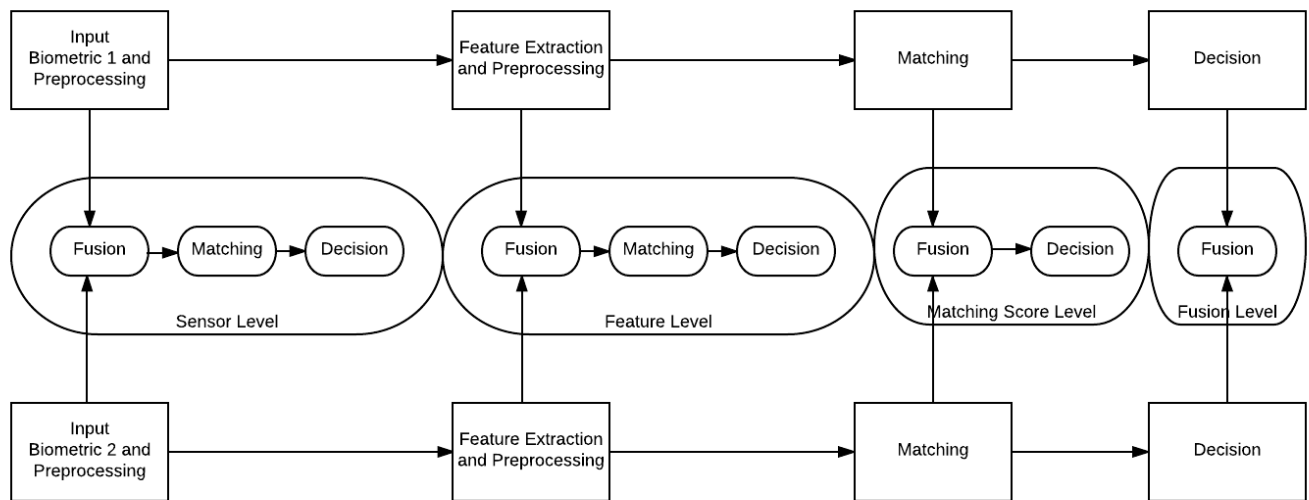 Input
Biometric 1 and
Preprocessing
Feature Extraction
and Preprocessing
Matching
Decision
Fusion
Matching
Decision
Sensor Level
Fusion
Matching
Decision
Feature Level
Fusion
Decision
Matching Score Level
Fusion
Fusion Level
Input
Biometric 2 and
Preprocessing
Feature Extraction
and Preprocessing
Matching
Decision